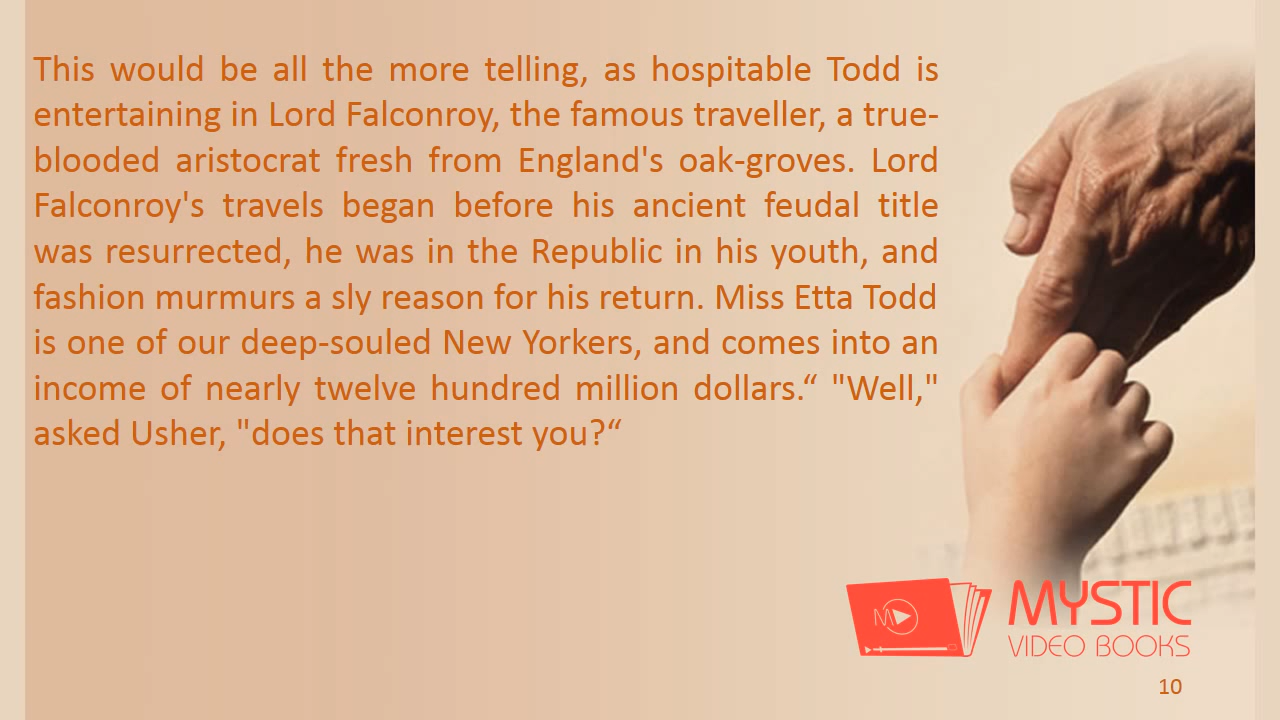 This would be all the more telling, as hospitable Todd is
entertaining in Lord Falconroy, the famous traveller, a true-
blooded aristocrat fresh from England's oak-groves. Lord
Falconroy's travels began before his ancient feudal title
was resurrected, he was in the Republic in his youth, and
fashion murmurs a sly reason for his return. Miss Etta Todd
is one of our deep-souled New Yorkers, and comes into an
income of nearly twelve hundred million dollars.“ "Well,"
asked Usher, "does that interest you?“
M
MYSTIC
VIDEO BOOKS
10